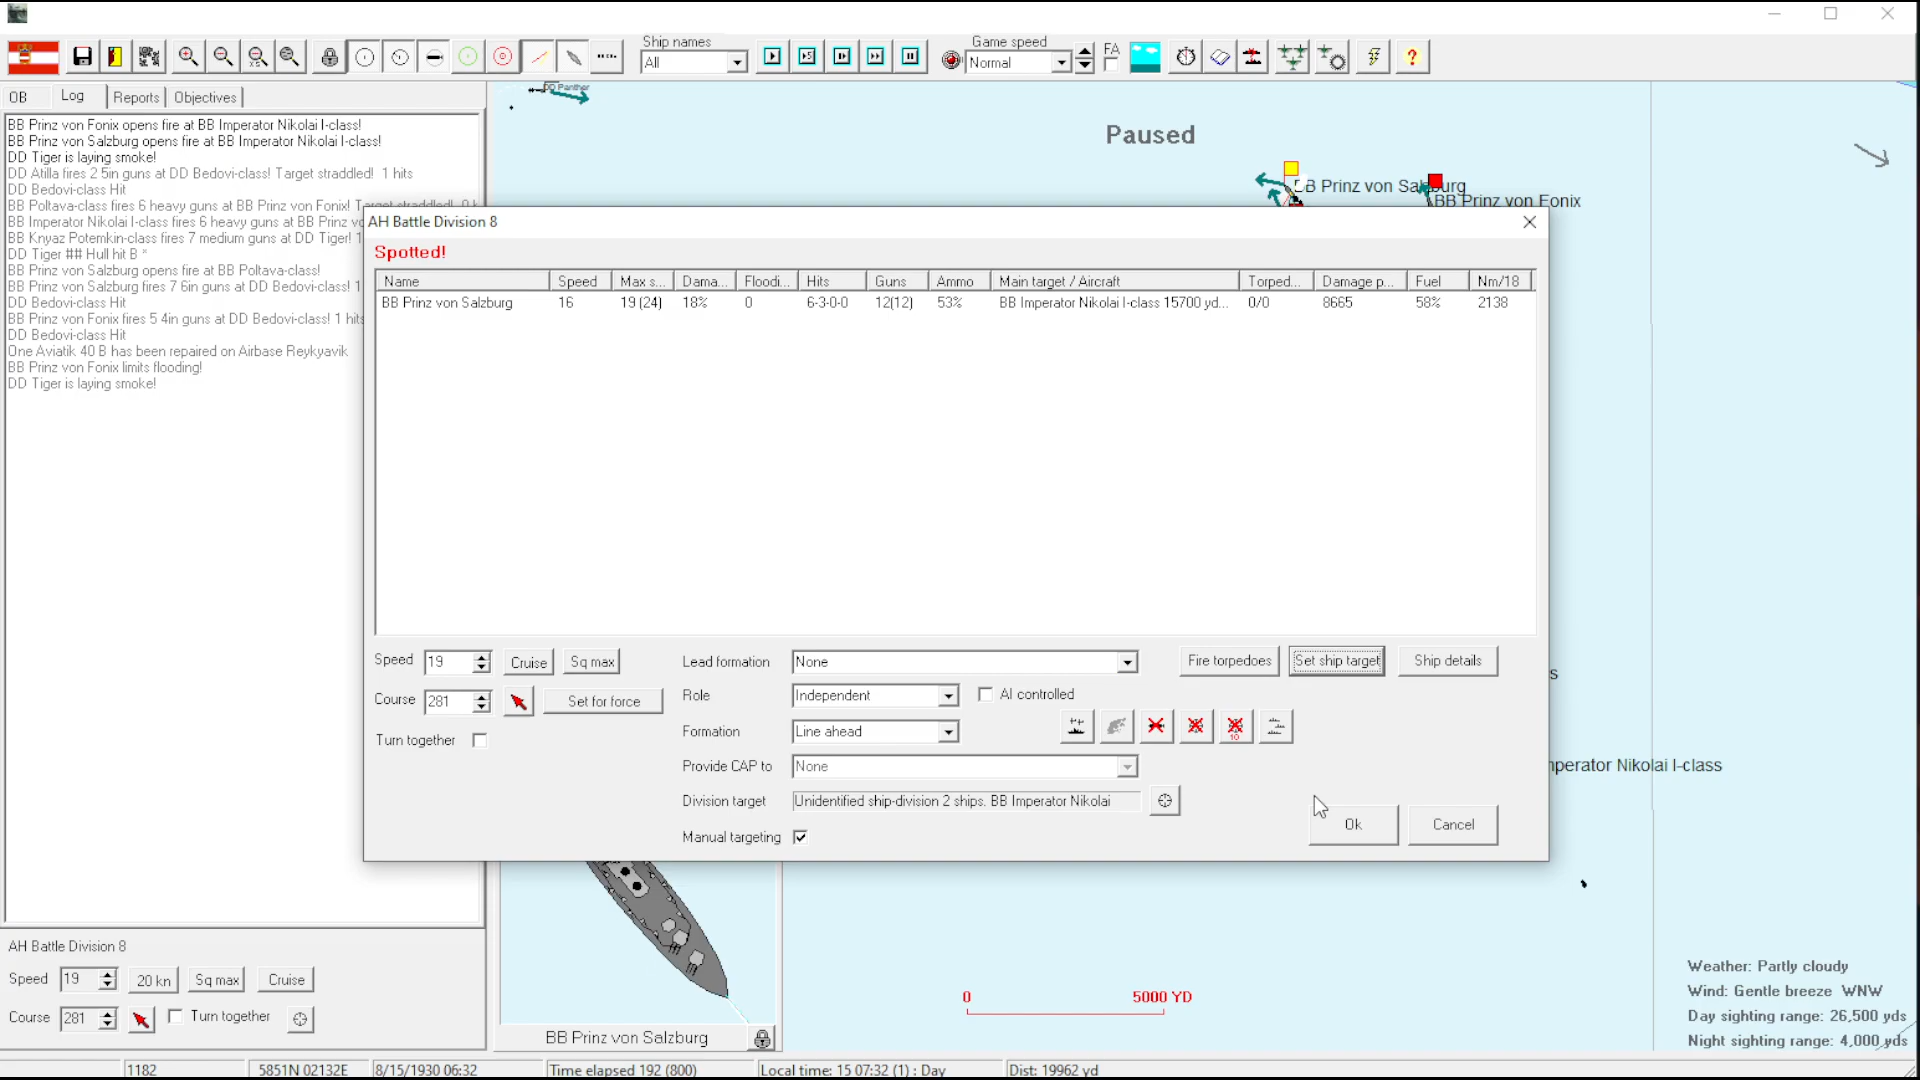 Ship names
All
Game speed
Normal
FA
OB
Log
Reports
Objectives
BB Prinz von Fonix opens fire at BB Imperator Nikolai I-class!
BB Prinz von Salzburg opens fire at BB Imperator Nikolai I-class!
DD Tiger is laying smoke!
DD Atilla fires 2 5in guns at DD Bedovi-class! Target straddled! 1 hits
DD Bedovi-class Hit
BB Poltava-class fires 6 heavy guns at BB Prinz von Fonix! Target straddled! 0 k
BB Imperator Nikolai I-class fires 6 heavy guns at BB Prinz vo
BB Knyaz Potemkin-class fires 7 medium guns at DD Tiger! 1
DD Tiger ## Hull hit B *
BB Prinz von Salzburg opens fire at BB Poltava-class!
BB Prinz von Salzburg fires 7 6in guns at DD Bedovi-class! 1
DD Bedovi-class Hit
BB Prinz von Fonix fires 5 4in guns at DD Bedovi-class! 1 hits
DD Bedovi-class Hit
One Aviatik 40 B has been repaired on Airbase Reykyavik
BB Prinz von Fonix limits flooding!
DD Tiger is laying smoke!
DD Panther
Paused
BB Prinz von Salzburg
BB Prinz von Fonix
AH Battle Division 8
Spotted!
Name Speed Max s... Dama... Floodi... Hits Guns Ammo Main target / Aircraft Torped... Damage p... Fuel Nm/18
BB Prinz von Salzburg 16 19 (24) 18% 0 6-3-0-0 12(12) 53% BB Imperator Nikolai I-class 15700 yd... 0/0 8665 58% 2138
Speed 19 Cruise Sq max
Course 281 Set for force
Turn together
Lead formation None
Role Independent AI controlled
Formation Line ahead
Provide CAP to None
Division target Unidentified ship-division 2 ships. BB Imperator Nikolai
Manual targeting
Fire torpedoes Set ship target Ship details
10
Ok Cancel
s
nperator Nikolai I-class
AH Battle Division 8
Speed 19 20 kn Sq max Cruise
Course 281 Turn together
BB Prinz von Salzburg
0 5000 YD
Weather: Partly cloudy
Wind: Gentle breeze WNW
Day sighting range: 26,500 yds
Night sighting range: 4,000 yds
1182 5851N 02132E 8/15/1930 06:32 Time elapsed 192 (800) Local time: 15 07:32 (1) : Day Dist: 19962 yd